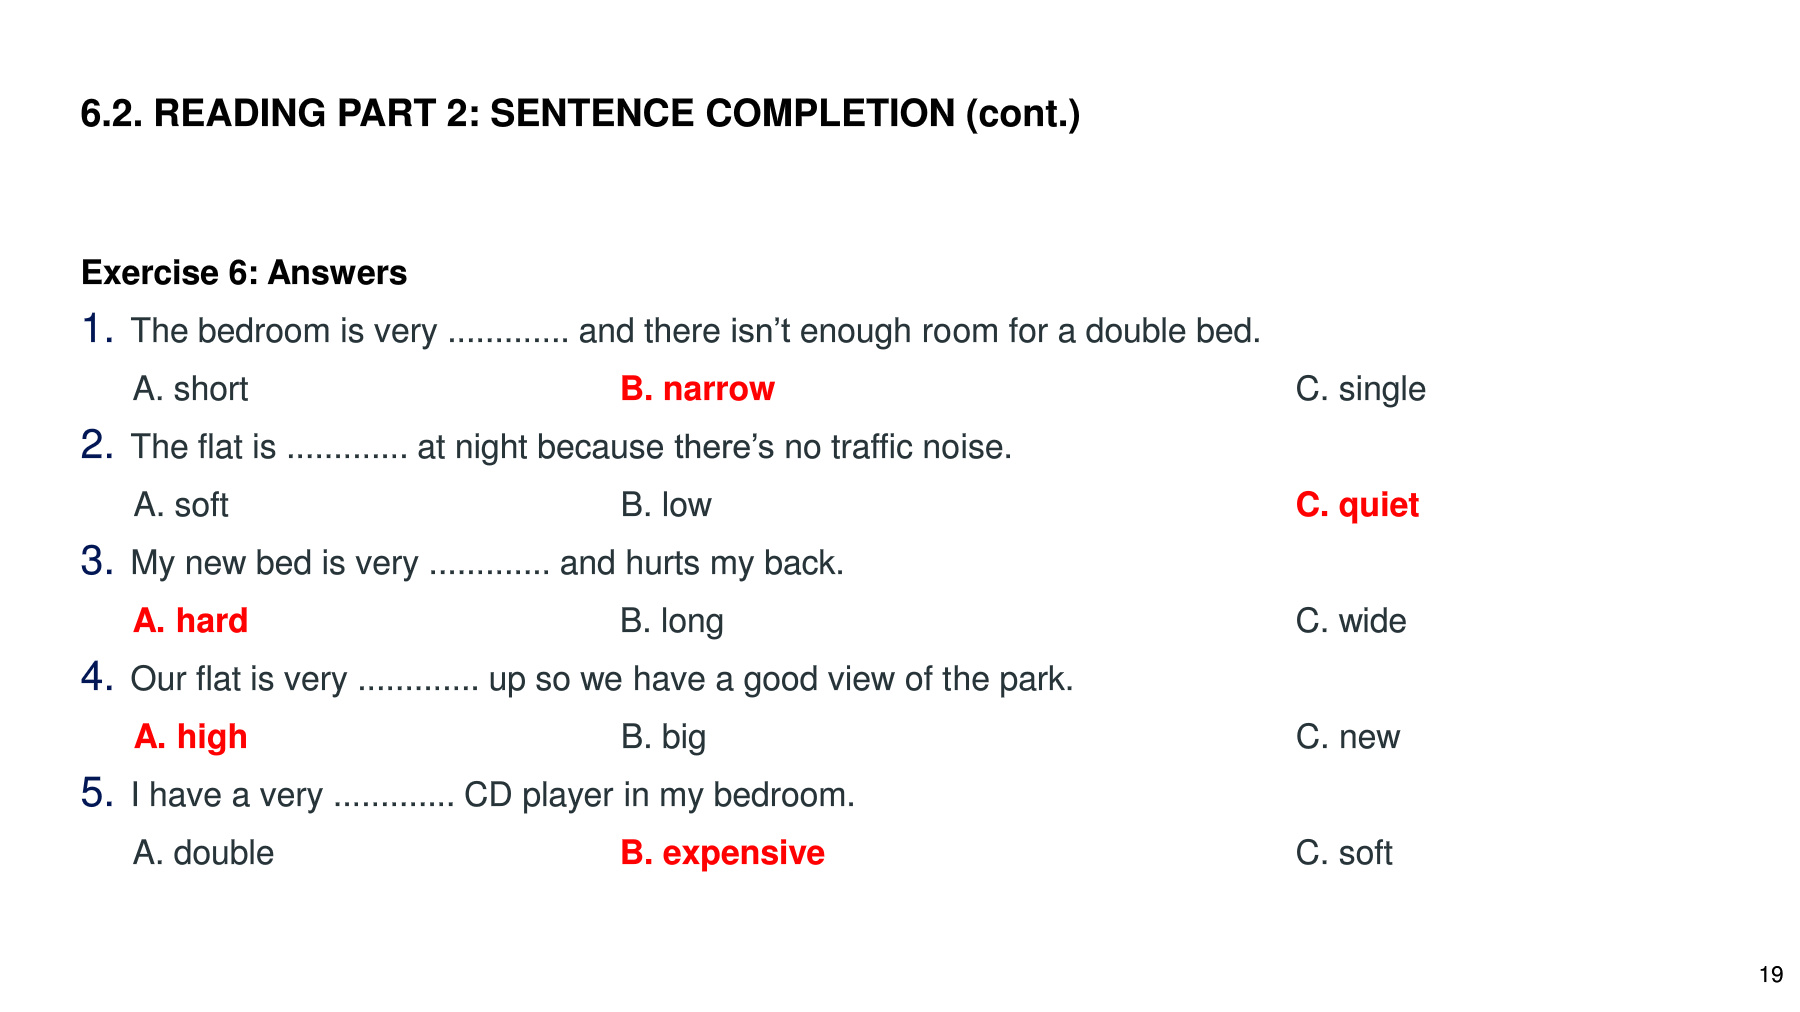 6.2. READING PART 2: SENTENCE COMPLETION (cont.)
Exercise 6: Answers
1. The bedroom is very ............. and there isn’t enough room for a double bed.
A. short B. narrow C. single
2. The flat is ............. at night because there’s no traffic noise.
A. soft B. low C. quiet
3. My new bed is very ............. and hurts my back.
A. hard B. long C. wide
4. Our flat is very ............. up so we have a good view of the park.
A. high B. big C. new
5. I have a very ............. CD player in my bedroom.
A. double B. expensive C. soft
19